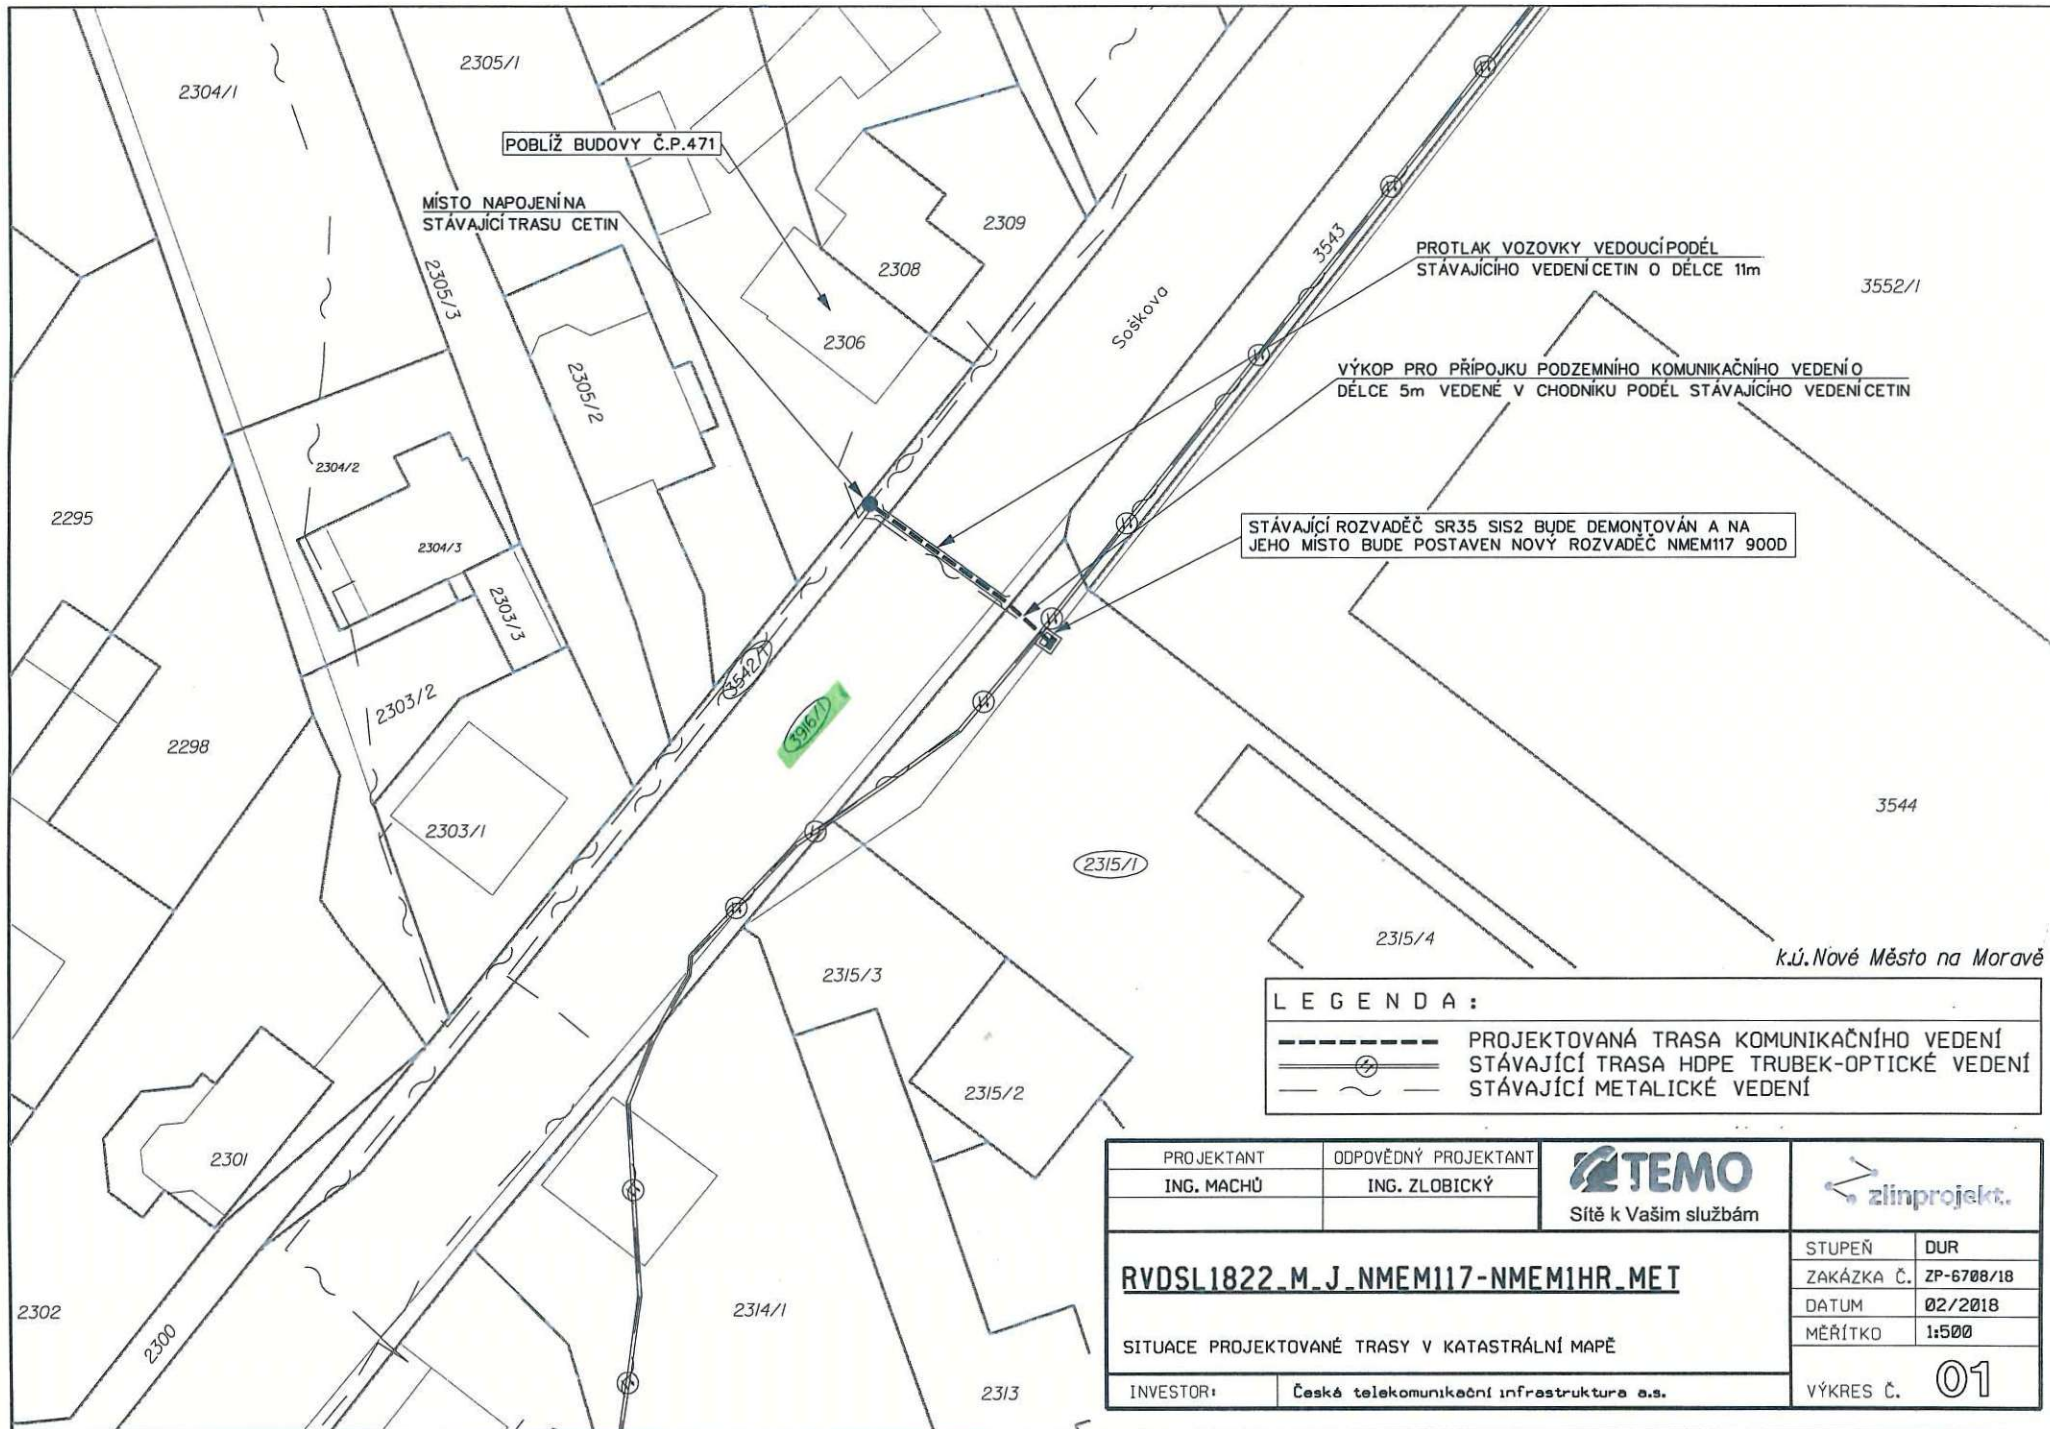 2305/1
2304/1
POBLÍŽ BUDOVY Č.P.471
MÍSTO NAPOJENÍ NA
STÁVAJÍCÍ TRASU CETIN
2309
3543
PROTLAK VOZOVKY VEDOUCÍ PODÉL
STÁVAJÍCÍHO VEDENÍ CETIN O DÉLCE 11m
2308
2305/3
3552/1
Soškova
2306
VÝKOP PRO PŘÍPOJKU PODZEMNÍHO KOMUNIKAČNÍHO VEDENÍ O
DÉLCE 5m VEDENÉ V CHODNÍKU PODÉL STÁVAJÍCÍHO VEDENÍ CETIN
2305/2
2304/2
2295
STÁVAJÍCÍ ROZVADĚČ SR35 SIS2 BUDE DEMONTOVÁN A NA
JEHO MÍSTO BUDE POSTAVEN NOVÝ ROZVADĚČ NMEM117 900D
2304/3
2303/3
3542/1
2303/2
3916/1
2298
3544
2303/1
2315/1
2315/4
k.ú. Nové Město na Moravě
2315/3
LEGENDA:
PROJEKTOVANÁ TRASA KOMUNIKAČNÍHO VEDENÍ
STÁVAJÍCÍ TRASA HDPE TRUBEK-OPTICKÉ VEDENÍ
STÁVAJÍCÍ METALICKÉ VEDENÍ
2315/2
2301
PROJEKTANT
ODPOVĚDNÝ PROJEKTANT
ING. MACHŮ
ING. ZLOBICKÝ
TEMO
Sítě k Vašim službám
zlinprojekt.
STUPEŇ DUR
ZAKÁZKA Č. ZP-6708/18
DATUM 02/2018
MĚŘÍTKO 1:500
VÝKRES Č. 01
RVDSL1822_M_J_NMEM117-NMEM1HR_MET
SITUACE PROJEKTOVANÉ TRASY V KATASTRÁLNÍ MAPĚ
INVESTOR: Česká telekomunikační infrastruktura a.s.
2302
2300
2314/1
2313